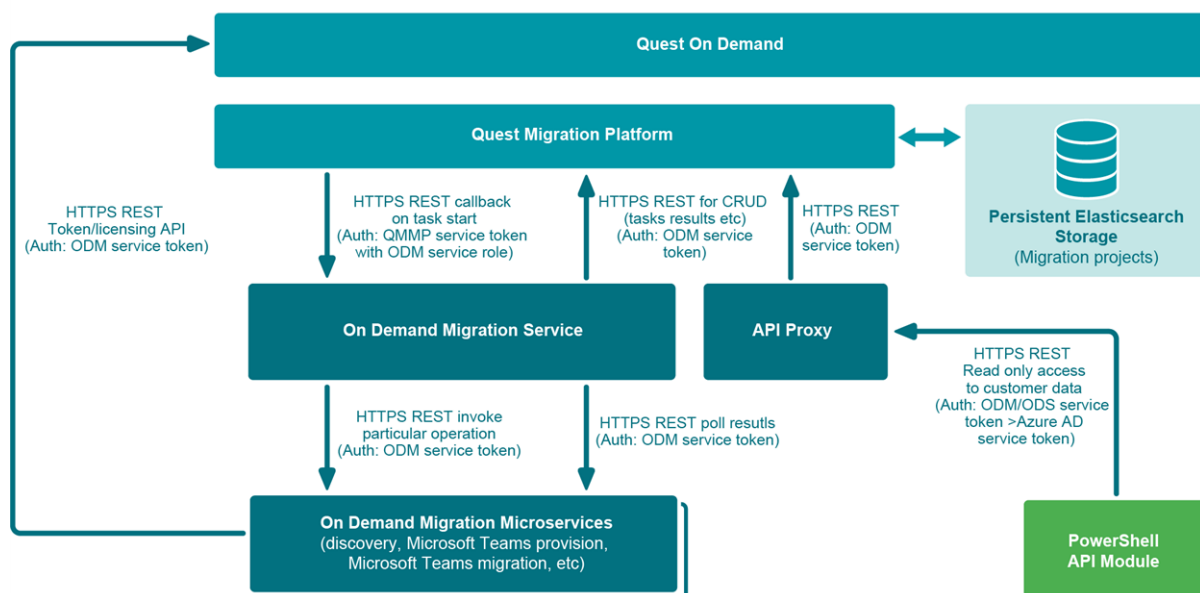 Quest On Demand
Quest Migration Platform
Persistent Elasticsearch
Storage
(Migration projects)
HTTPS REST
Token/licensing API
(Auth: ODM service token)
HTTPS REST callback
on task start
(Auth: QMMP service token
with ODM service role)
HTTPS REST for CRUD
(tasks results etc)
(Auth: ODM service
token)
HTTPS REST
(Auth: ODM
service token)
On Demand Migration Service
API Proxy
HTTPS REST
Read only access
to customer data
(Auth: ODM/ODS service
token >Azure AD
service token)
HTTPS REST invoke
particular operation
(Auth: ODM service token)
HTTPS REST poll resutls
(Auth: ODM service token)
On Demand Migration Microservices
(discovery, Microsoft Teams provision,
Microsoft Teams migration, etc)
PowerShell
API Module